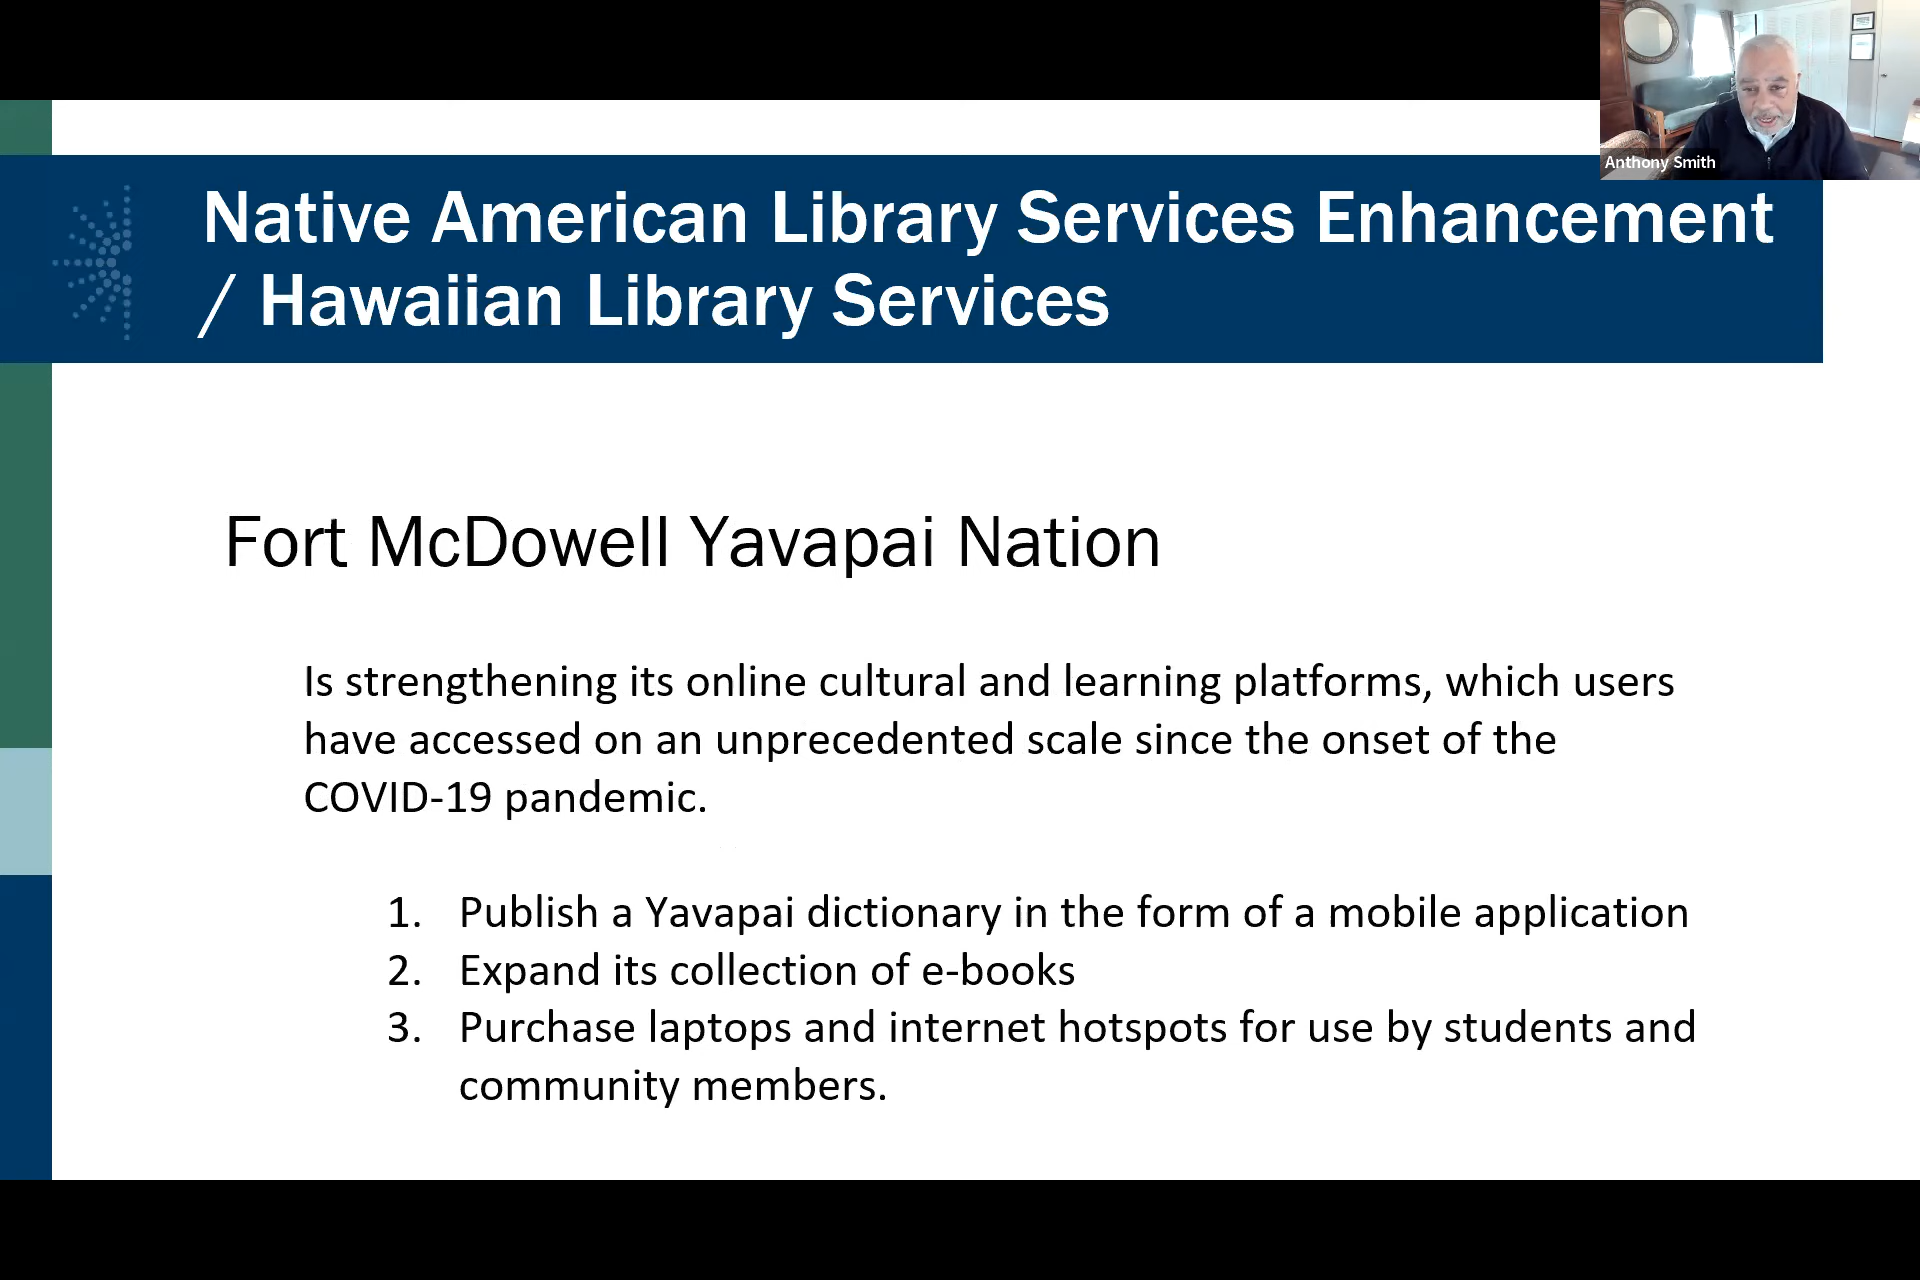 Anthony Smith
Native American Library Services Enhancement
/ Hawaiian Library Services
Fort McDowell Yavapai Nation
Is strengthening its online cultural and learning platforms, which users
have accessed on an unprecedented scale since the onset of the
COVID-19 pandemic.
1. Publish a Yavapai dictionary in the form of a mobile application
2. Expand its collection of e-books
3. Purchase laptops and internet hotspots for use by students and
community members.